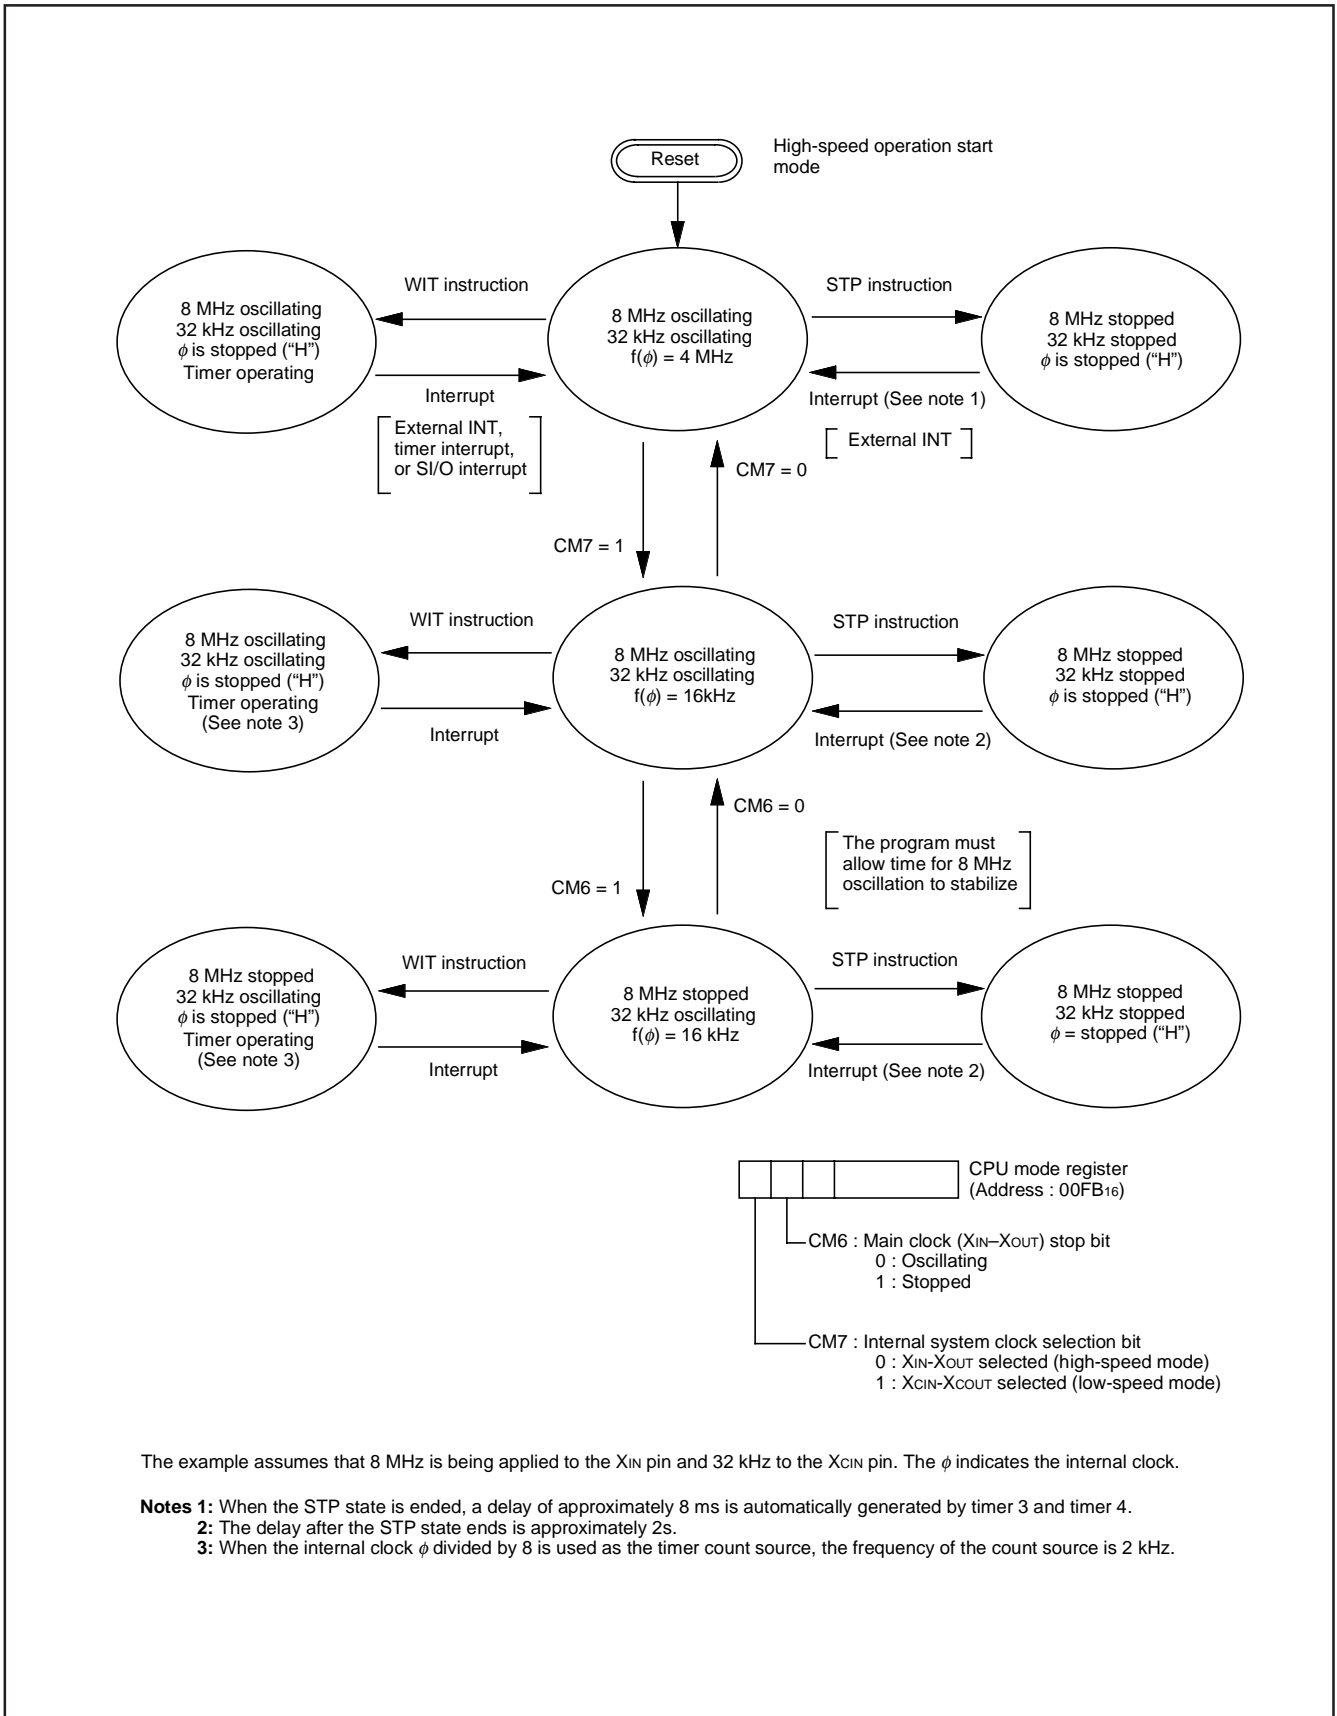 Reset
High-speed operation start
mode
WIT instruction
STP instruction
8 MHz oscillating
32 kHz oscillating
ϕ is stopped (“H”)
Timer operating
8 MHz oscillating
32 kHz oscillating
f(ϕ) = 4 MHz
8 MHz stopped
32 kHz stopped
ϕ is stopped (“H”)
Interrupt
External INT,
timer interrupt,
or SI/O interrupt
Interrupt (See note 1)
External INT
CM7 = 0
CM7 = 1
WIT instruction
STP instruction
8 MHz oscillating
32 kHz oscillating
ϕ is stopped (“H”)
Timer operating
(See note 3)
8 MHz oscillating
32 kHz oscillating
f(ϕ) = 16kHz
8 MHz stopped
32 kHz stopped
ϕ is stopped (“H”)
Interrupt
Interrupt (See note 2)
CM6 = 0
The program must
allow time for 8 MHz
oscillation to stabilize
CM6 = 1
WIT instruction
STP instruction
8 MHz stopped
32 kHz oscillating
ϕ is stopped (“H”)
Timer operating
(See note 3)
8 MHz stopped
32 kHz oscillating
f(ϕ) = 16 kHz
8 MHz stopped
32 kHz stopped
ϕ = stopped (“H”)
Interrupt
Interrupt (See note 2)
CPU mode register
(Address : 00FB16)
CM6 : Main clock (XIN–XOUT) stop bit
0 : Oscillating
1 : Stopped
CM7 : Internal system clock selection bit
0 : XIN-XOUT selected (high-speed mode)
1 : XCIN-XCOUT selected (low-speed mode)
The example assumes that 8 MHz is being applied to the XIN pin and 32 kHz to the XCIN pin. The ϕ indicates the internal clock.
Notes 1: When the STP state is ended, a delay of approximately 8 ms is automatically generated by timer 3 and timer 4.
2: The delay after the STP state ends is approximately 2s.
3: When the internal clock ϕ divided by 8 is used as the timer count source, the frequency of the count source is 2 kHz.